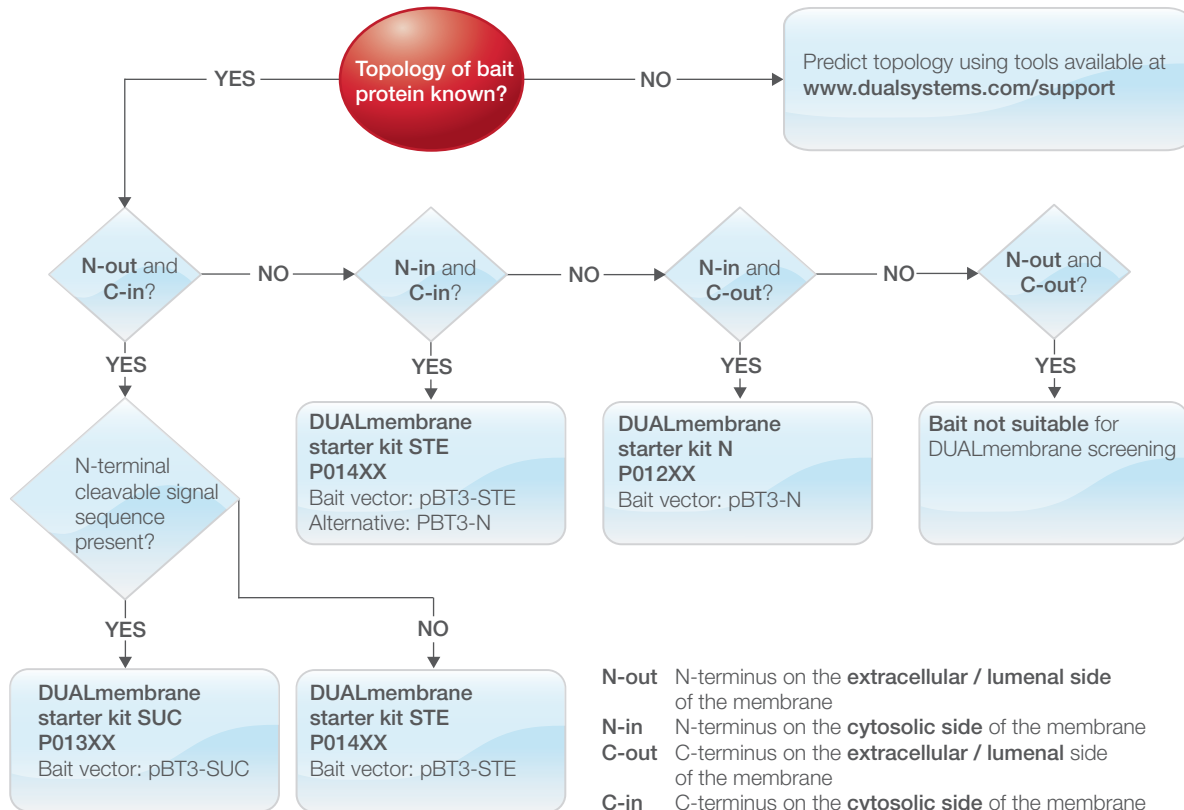 Topology of bait
protein known?
YES
NO
Predict topology using tools available at
www.dualsystems.com/support
N-out and
C-in?
NO
N-in and
C-in?
NO
N-in and
C-out?
NO
N-out and
C-out?
YES
YES
YES
YES
N-terminal
cleavable signal
sequence
present?
DUALmembrane
starter kit STE
P014XX
Bait vector: pBT3-STE
Alternative: PBT3-N
DUALmembrane
starter kit N
P012XX
Bait vector: pBT3-N
Bait not suitable for
DUALmembrane screening
YES
NO
DUALmembrane
starter kit SUC
P013XX
Bait vector: pBT3-SUC
DUALmembrane
starter kit STE
P014XX
Bait vector: pBT3-STE
N-out N-terminus on the extracellular / lumenal side
of the membrane
N-in N-terminus on the cytosolic side of the membrane
C-out C-terminus on the extracellular / lumenal side
of the membrane
C-in C-terminus on the cytosolic side of the membrane